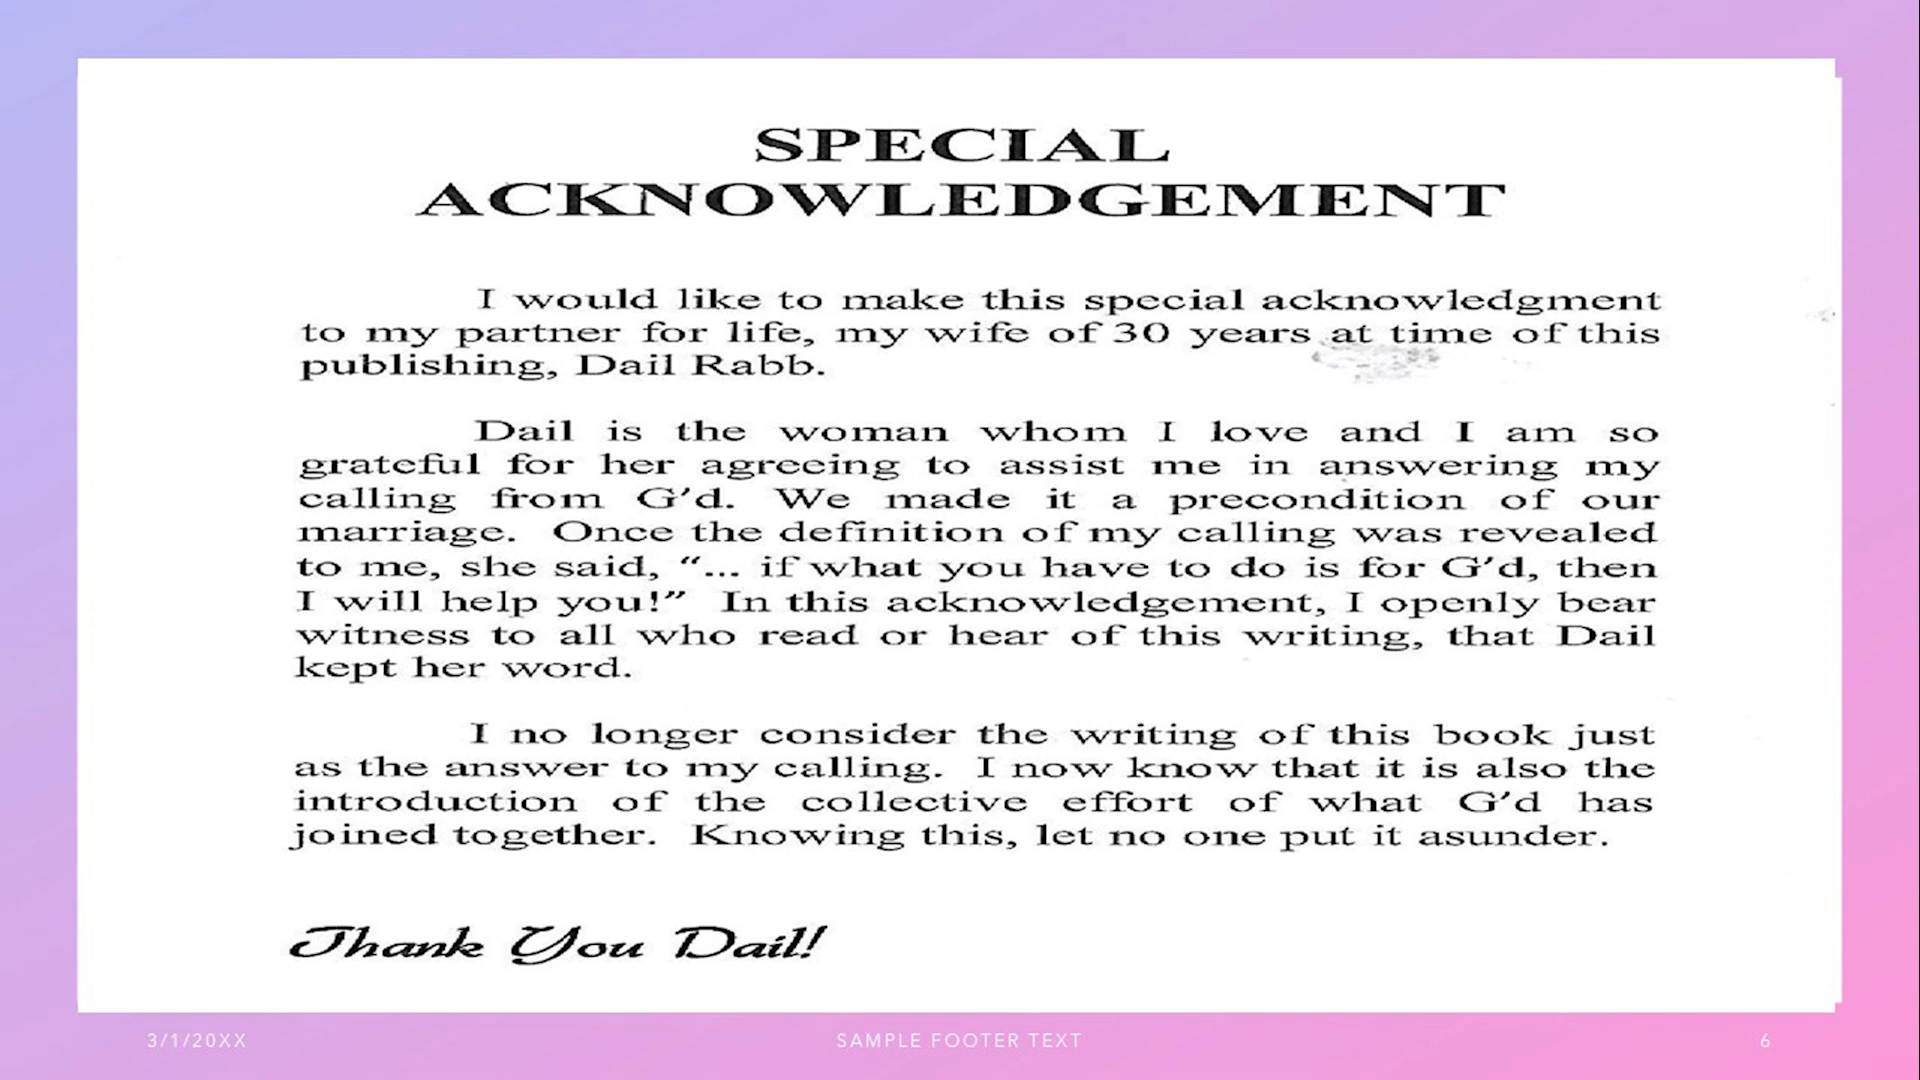 SPECIAL
ACKNOWLEDGEMENT
I would like to make this special acknowledgment
to my partner for life, my wife of 30 years at time of this
publishing, Dail Rabb.
Dail is the woman whom I love and I am so
grateful for her agreeing to assist me in answering my
calling from G’d. We made it a precondition of our
marriage. Once the definition of my calling was revealed
to me, she said, “... if what you have to do is for G’d, then
I will help you!” In this acknowledgement, I openly bear
witness to all who read or hear of this writing, that Dail
kept her word.
I no longer consider the writing of this book just
as the answer to my calling. I now know that it is also the
introduction of the collective effort of what G’d has
joined together. Knowing this, let no one put it asunder.
Thank You Dail!
3/1/20XX
SAMPLE FOOTER TEXT
6